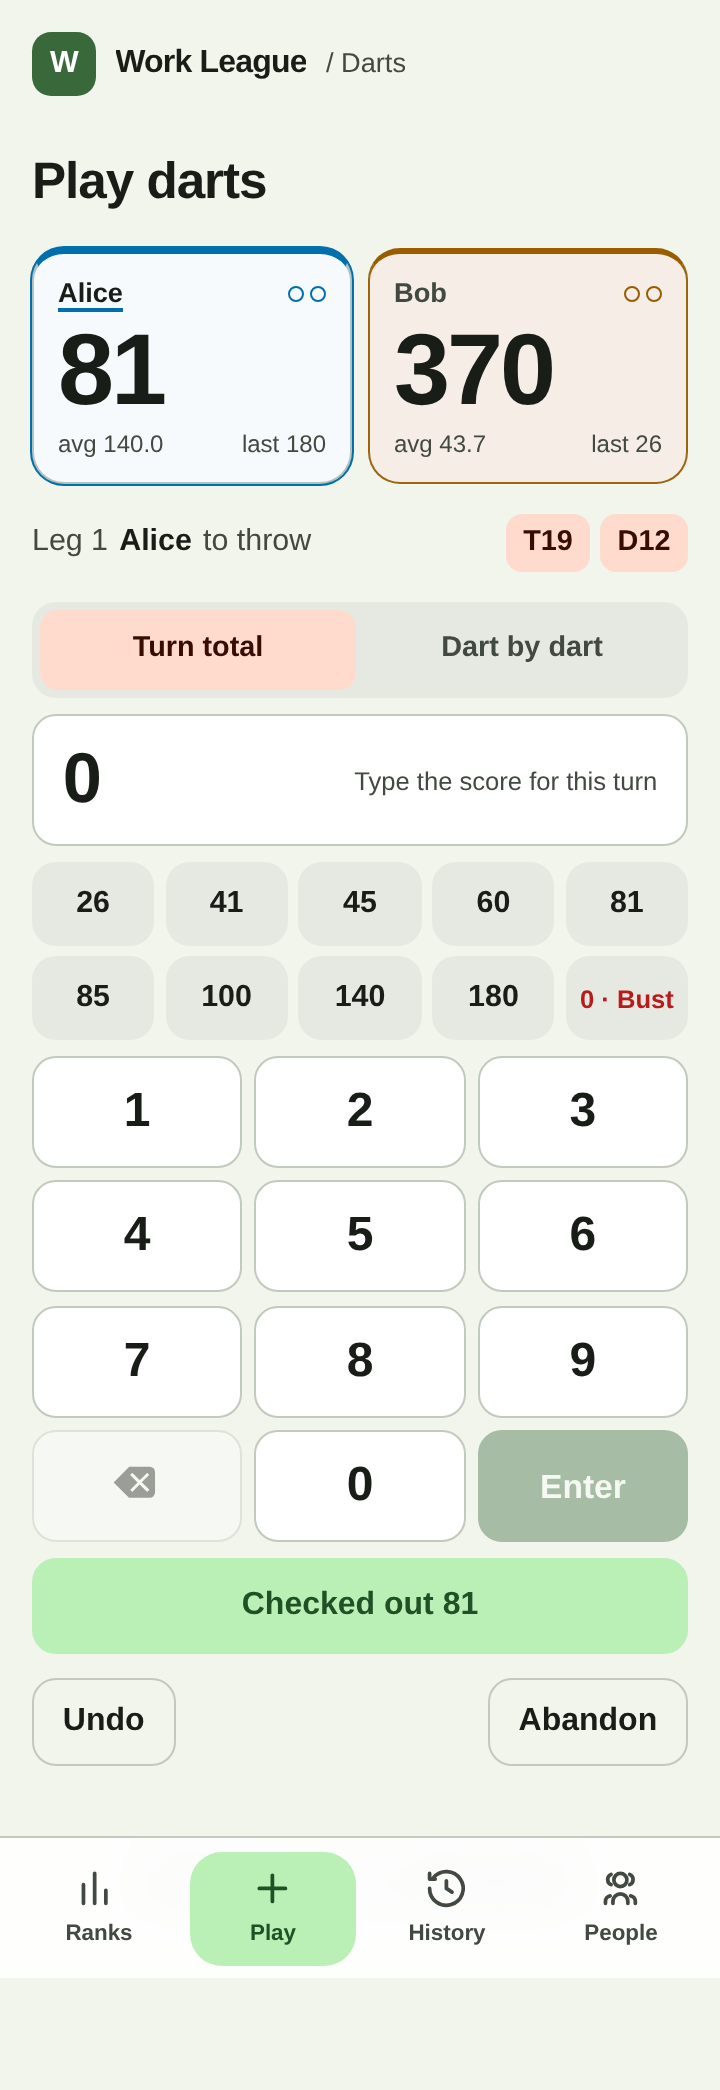 W Work League / Darts
Play darts
Alice
81
avg 140.0 last 180
Bob
370
avg 43.7 last 26
Leg 1 Alice to throw T19 D12
Turn total Dart by dart
0 Type the score for this turn
26 41 45 60 81
85 100 140 180 0 · Bust
1 2 3
4 5 6
7 8 9
0 Enter
Checked out 81
Undo Abandon
Ranks Play History People